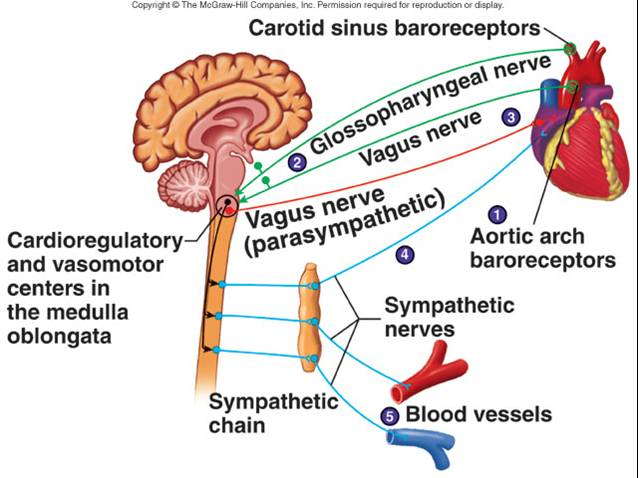 Copyright © The McGraw-Hill Companies, Inc. Permission required for reproduction or display.
Carotid sinus baroreceptors
Glossopharyngeal nerve
3
2
Vagus nerve
Vagus nerve
(parasympathetic)
1
Cardioregulatory
and vasomotor
centers in
the medulla
oblongata
4
Aortic arch
baroreceptors
Sympathetic
nerves
Sympathetic
chain
5 Blood vessels